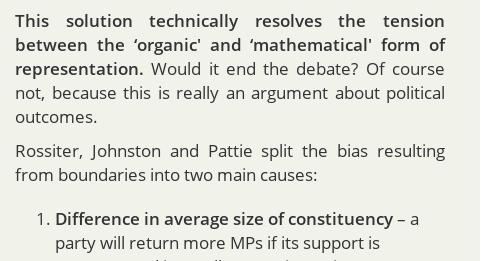 This solution technically resolves the tension
between the ‘organic' and ‘mathematical' form of
representation. Would it end the debate? Of course
not, because this is really an argument about political
outcomes.
Rossiter, Johnston and Pattie split the bias resulting
from boundaries into two main causes:
1. Difference in average size of constituency – a
party will return more MPs if its support is